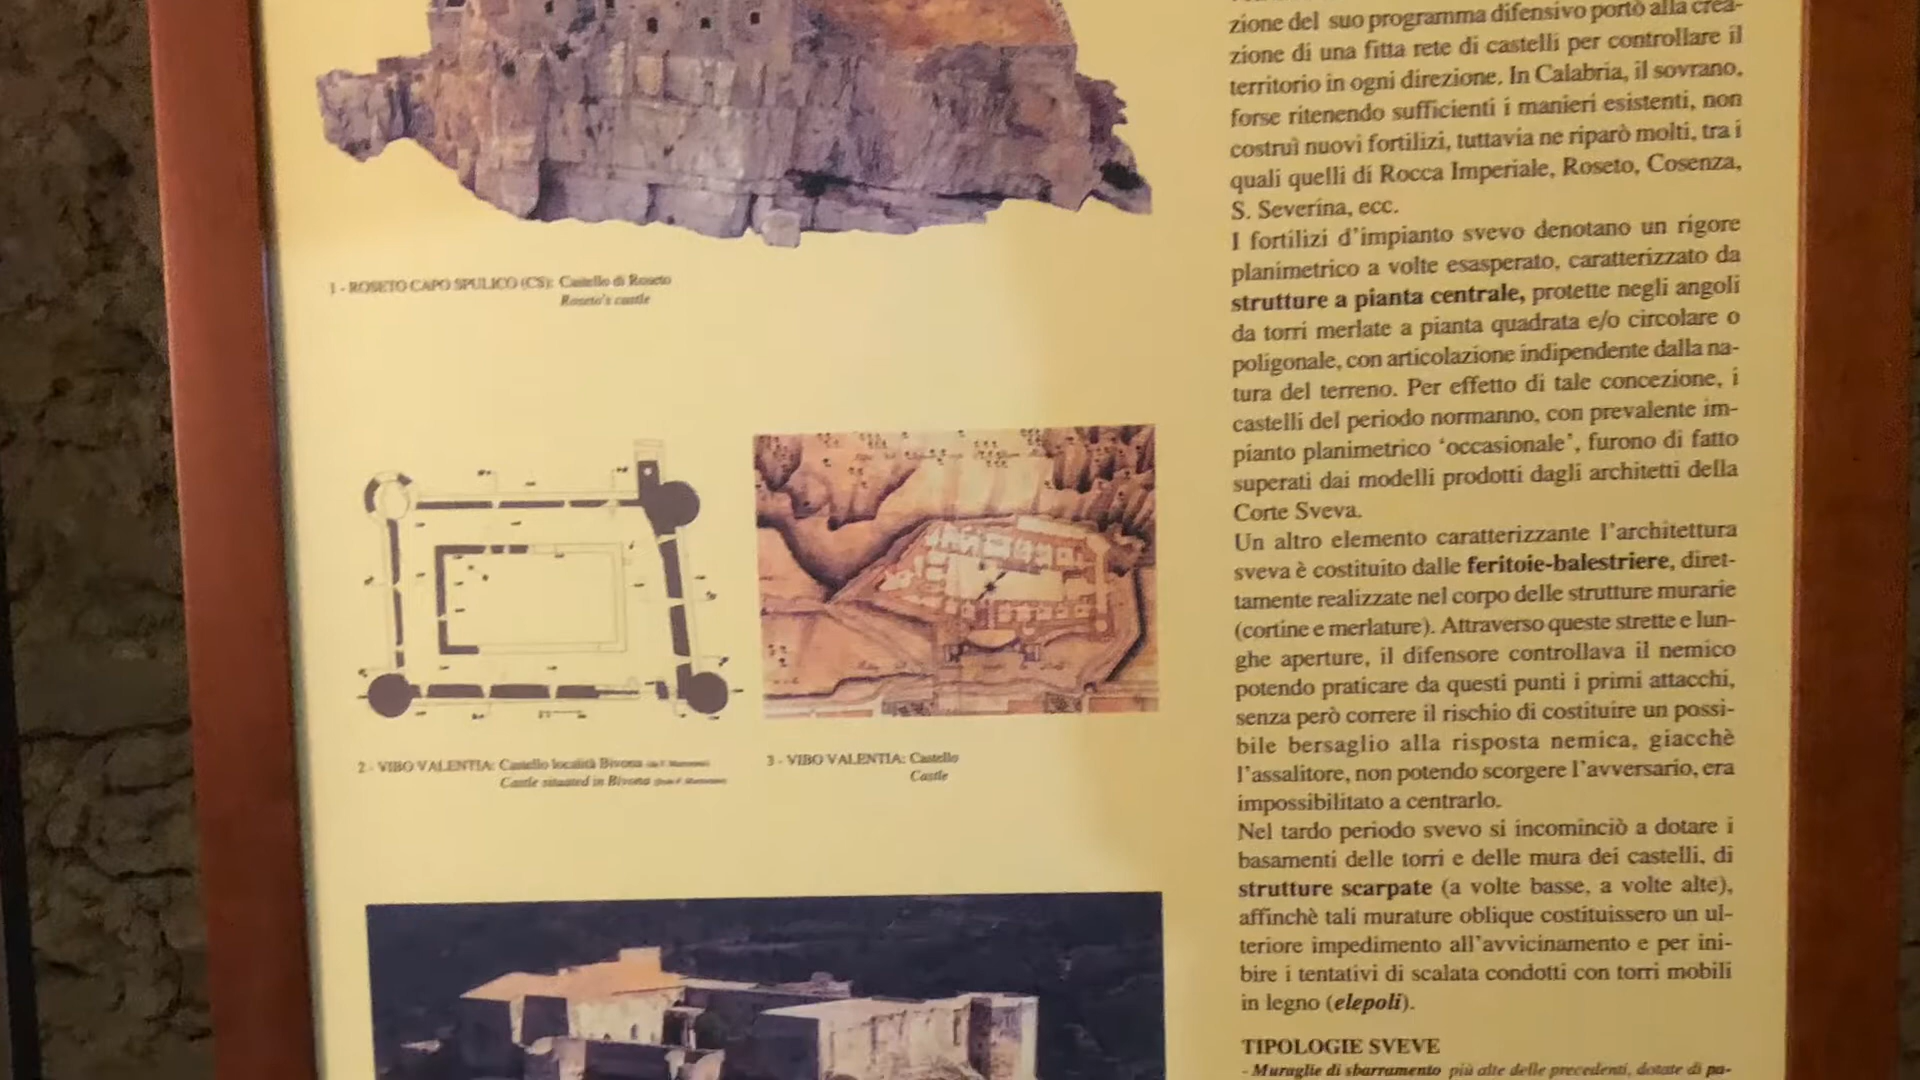 1 - ROSETO CAPO SPULICO (CS): Castello di Roseto
Roseto's castle
2 - VIBO VALENTIA: Castello località Bivona
Castle situated in Bivona
3 - VIBO VALENTIA: Castello
Castle
zione del suo programma difensivo portò alla crea-
zione di una fitta rete di castelli per controllare il
territorio in ogni direzione. In Calabria, il sovrano,
forse ritenendo sufficienti i manieri esistenti, non
costruì nuovi fortilizi, tuttavia ne riparò molti, tra i
quali quelli di Rocca Imperiale, Roseto, Cosenza,
S. Severina, ecc.
I fortilizi d'impianto svevo denotano un rigore
planimetrico a volte esasperato, caratterizzato da
strutture a pianta centrale, protette negli angoli
da torri merlate a pianta quadrata e/o circolare o
poligonale, con articolazione indipendente dalla na-
tura del terreno. Per effetto di tale concezione, i
castelli del periodo normanno, con prevalente im-
pianto planimetrico 'occasionale', furono di fatto
superati dai modelli prodotti dagli architetti della
Corte Sveva.
Un altro elemento caratterizzante l'architettura
sveva è costituito dalle feritoie-balestriere, diret-
tamente realizzate nel corpo delle strutture murarie
(cortine e merlature). Attraverso queste strette e lun-
ghe aperture, il difensore controllava il nemico
potendo praticare da questi punti i primi attacchi,
senza però correre il rischio di costituire un possi-
bile bersaglio alla risposta nemica, giacchè
l'assalitore, non potendo scorgere l'avversario, era
impossibilitato a centrarlo.
Nel tardo periodo svevo si incominciò a dotare i
basamenti delle torri e delle mura dei castelli, di
strutture scarpate (a volte basse, a volte alte),
affinchè tali murature oblique costituissero un ul-
teriore impedimento all'avvicinamento e per ini-
bire i tentativi di scalata condotti con torri mobili
in legno (elepoli).
TIPOLOGIE SVEVE
- Muraglie di sbarramento più alte delle precedenti, dotate di pa-